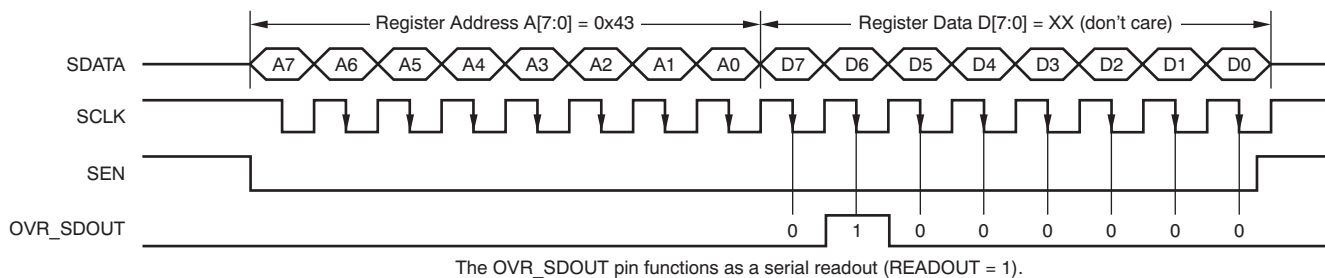 Register Address A[7:0] = 0x43 Register Data D[7:0] = XX (don't care)
SDATA A7 A6 A5 A4 A3 A2 A1 A0 D7 D6 D5 D4 D3 D2 D1 D0
SCLK
SEN
OVR_SDOUT 0 1 0 0 0 0 0 0
The OVR_SDOUT pin functions as a serial readout (READOUT = 1).